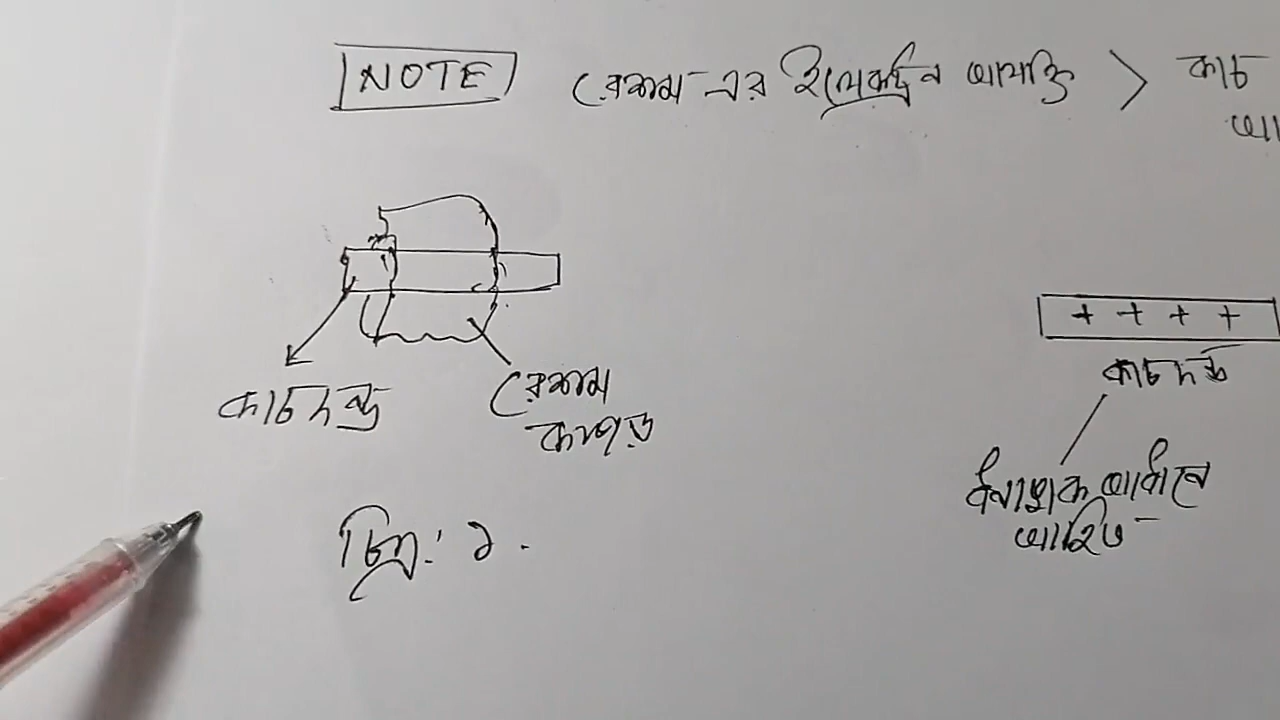 NOTE রেশম-এর ইলেকট্রন আসক্তি > কাচ
আ
কাচদন্ড
রেশম
কাপড়
চিত্র: ১.
+ + + +
কাচদন্ড
ধনাত্মক আধানে
আহিত